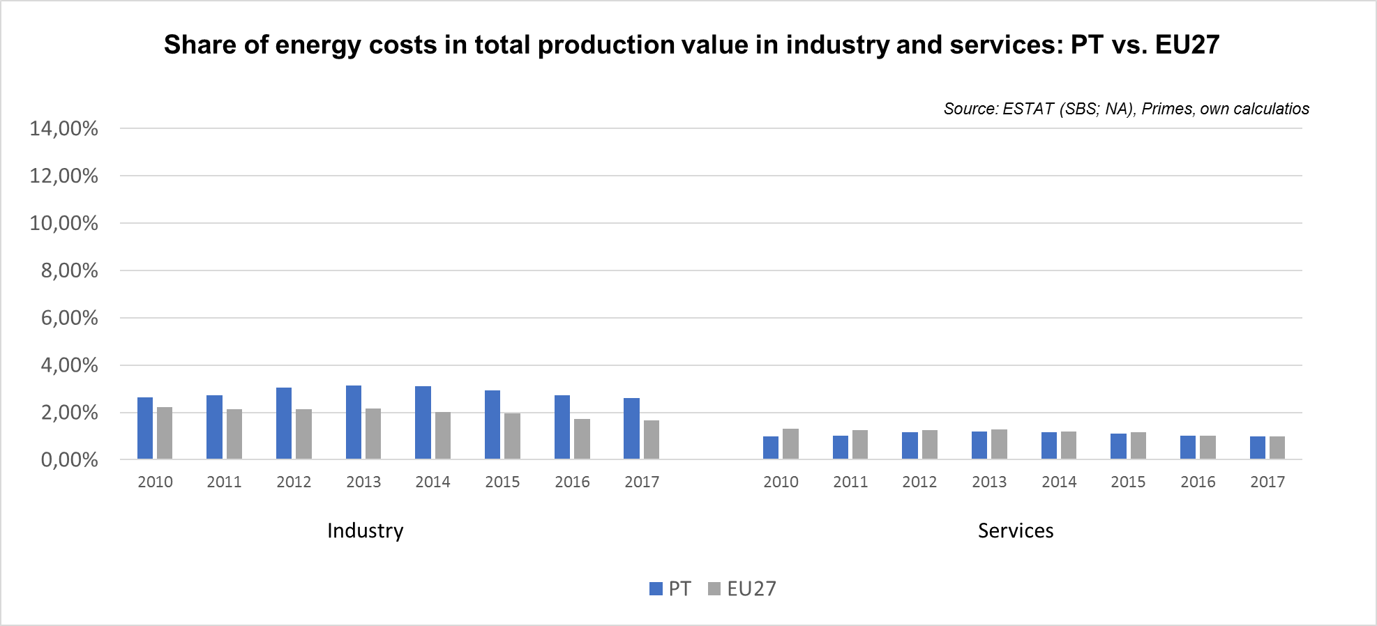 Share of energy costs in total production value in industry and services: PT vs. EU27
Source: ESTAT (SBS; NA), Primes, own calculatios
14,00%
12,00%
10,00%
8,00%
6,00%
4,00%
2,00%
0,00%
2010 2011 2012 2013 2014 2015 2016 2017 2010 2011 2012 2013 2014 2015 2016 2017
Industry Services
PT EU27